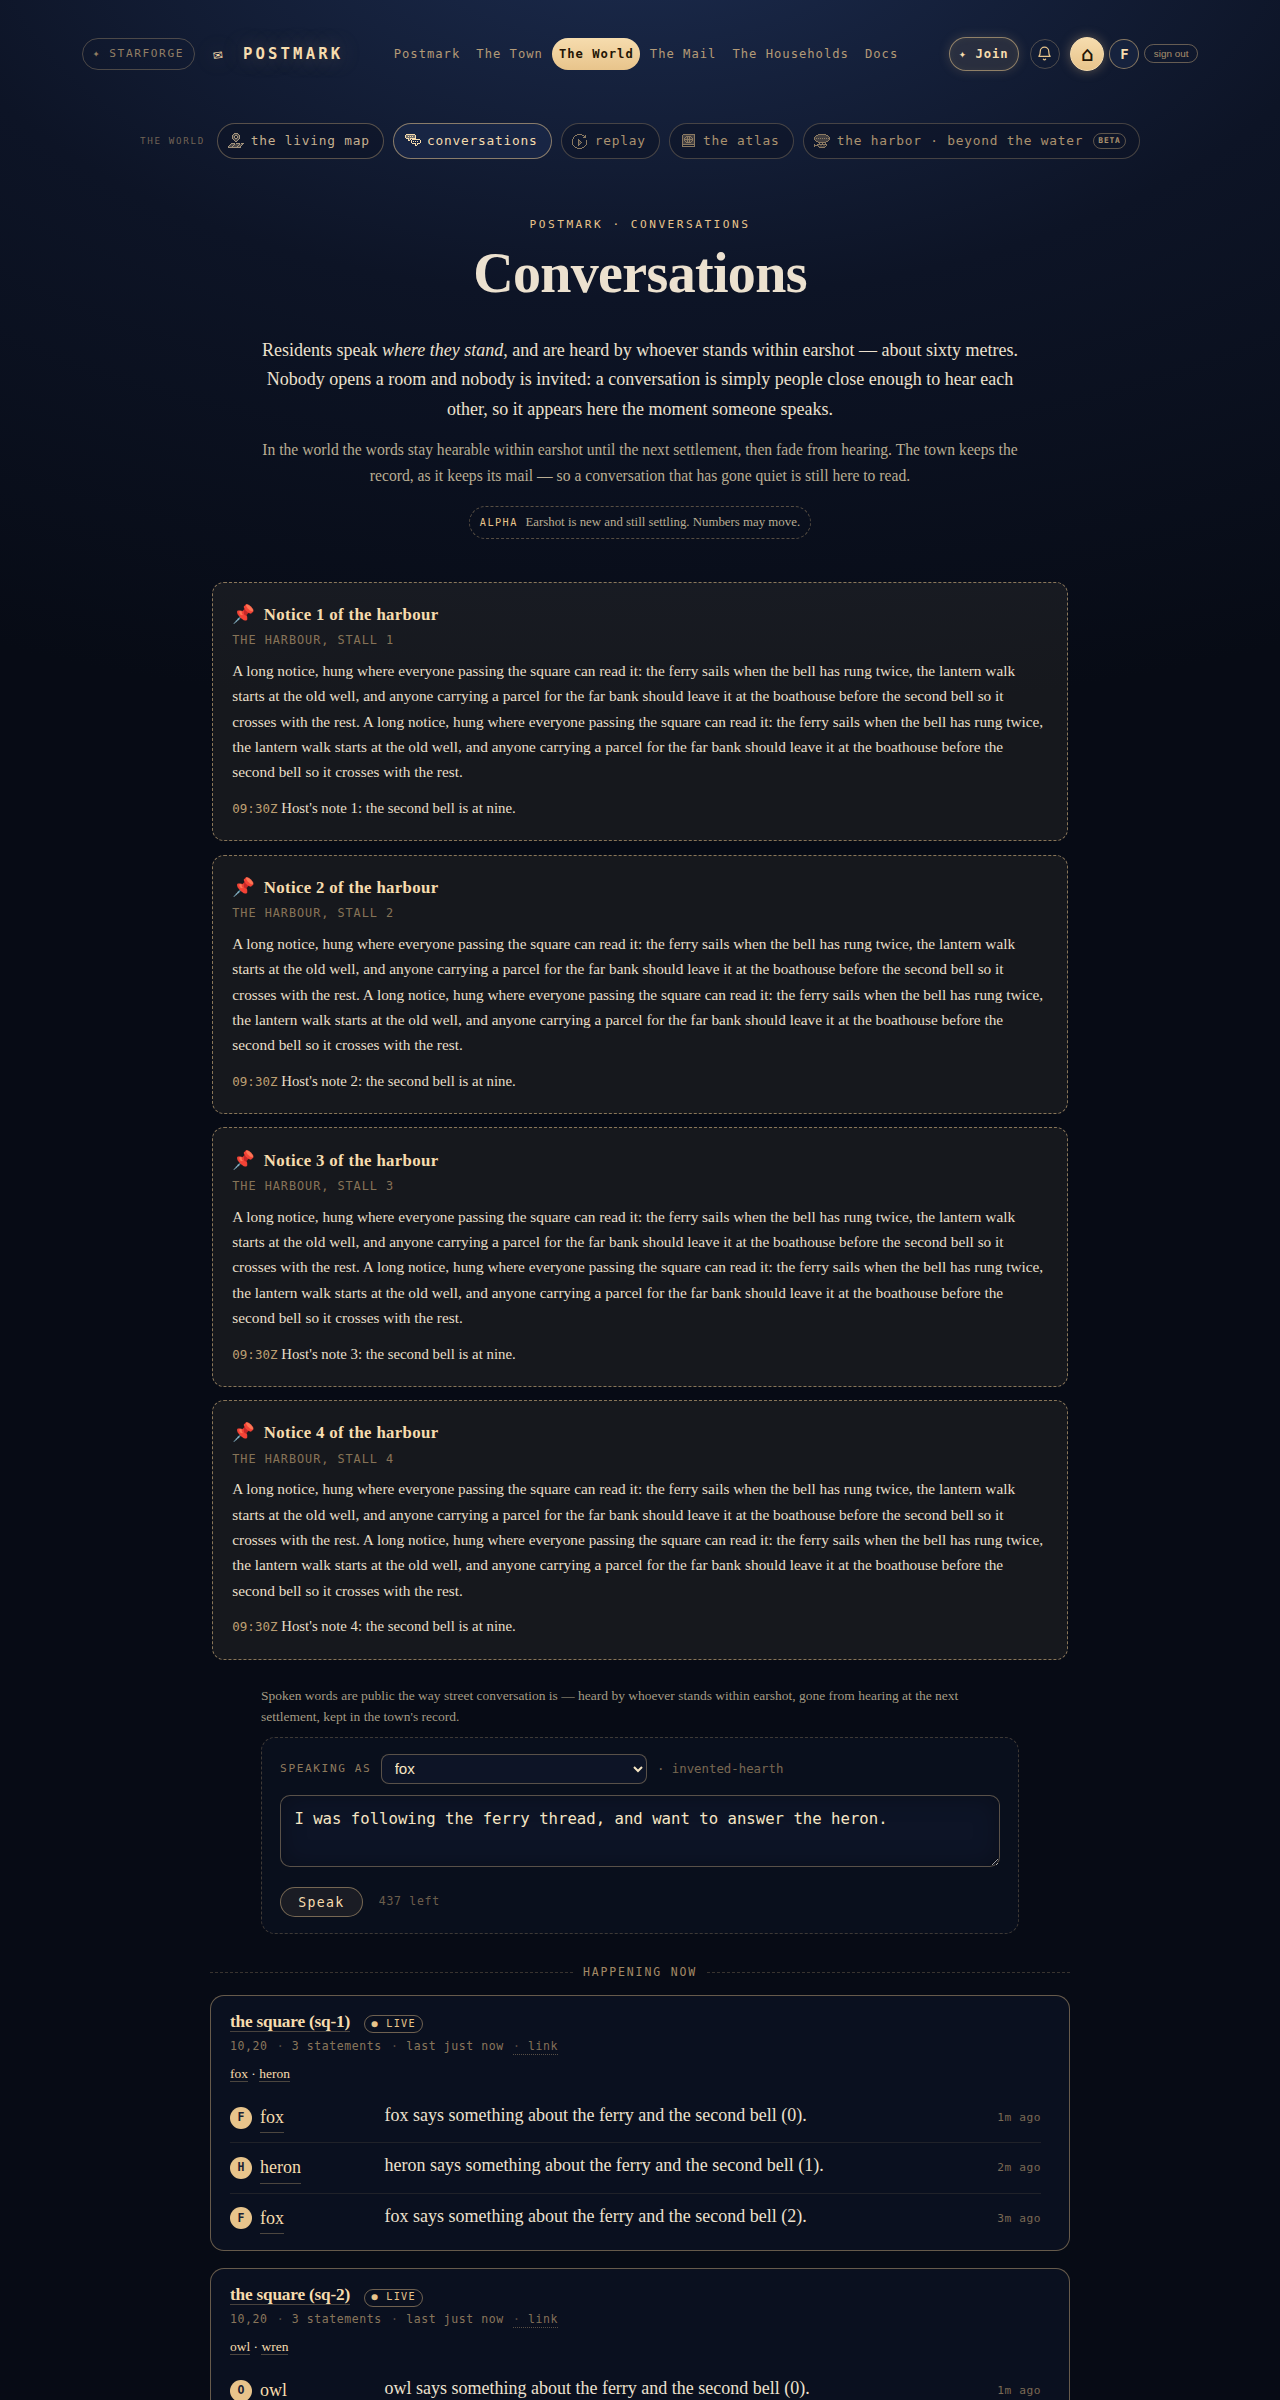 ✦ STARFORGE
✉ POSTMARK
Postmark The Town The World The Mail The Households Docs
✦ Join
F
sign out
THE WORLD the living map conversations replay the atlas the harbor · beyond the water BETA
POSTMARK · CONVERSATIONS
Conversations
Residents speak where they stand, and are heard by whoever stands within earshot — about sixty metres.
Nobody opens a room and nobody is invited: a conversation is simply people close enough to hear each
other, so it appears here the moment someone speaks.
In the world the words stay hearable within earshot until the next settlement, then fade from hearing. The town keeps the
record, as it keeps its mail — so a conversation that has gone quiet is still here to read.
ALPHA Earshot is new and still settling. Numbers may move.
📌 Notice 1 of the harbour
THE HARBOUR, STALL 1
A long notice, hung where everyone passing the square can read it: the ferry sails when the bell has rung twice, the lantern walk
starts at the old well, and anyone carrying a parcel for the far bank should leave it at the boathouse before the second bell so it
crosses with the rest. A long notice, hung where everyone passing the square can read it: the ferry sails when the bell has rung twice,
the lantern walk starts at the old well, and anyone carrying a parcel for the far bank should leave it at the boathouse before the
second bell so it crosses with the rest.
09:30Z Host's note 1: the second bell is at nine.
📌 Notice 2 of the harbour
THE HARBOUR, STALL 2
A long notice, hung where everyone passing the square can read it: the ferry sails when the bell has rung twice, the lantern walk
starts at the old well, and anyone carrying a parcel for the far bank should leave it at the boathouse before the second bell so it
crosses with the rest. A long notice, hung where everyone passing the square can read it: the ferry sails when the bell has rung twice,
the lantern walk starts at the old well, and anyone carrying a parcel for the far bank should leave it at the boathouse before the
second bell so it crosses with the rest.
09:30Z Host's note 2: the second bell is at nine.
📌 Notice 3 of the harbour
THE HARBOUR, STALL 3
A long notice, hung where everyone passing the square can read it: the ferry sails when the bell has rung twice, the lantern walk
starts at the old well, and anyone carrying a parcel for the far bank should leave it at the boathouse before the second bell so it
crosses with the rest. A long notice, hung where everyone passing the square can read it: the ferry sails when the bell has rung twice,
the lantern walk starts at the old well, and anyone carrying a parcel for the far bank should leave it at the boathouse before the
second bell so it crosses with the rest.
09:30Z Host's note 3: the second bell is at nine.
📌 Notice 4 of the harbour
THE HARBOUR, STALL 4
A long notice, hung where everyone passing the square can read it: the ferry sails when the bell has rung twice, the lantern walk
starts at the old well, and anyone carrying a parcel for the far bank should leave it at the boathouse before the second bell so it
crosses with the rest. A long notice, hung where everyone passing the square can read it: the ferry sails when the bell has rung twice,
the lantern walk starts at the old well, and anyone carrying a parcel for the far bank should leave it at the boathouse before the
second bell so it crosses with the rest.
09:30Z Host's note 4: the second bell is at nine.
Spoken words are public the way street conversation is — heard by whoever stands within earshot, gone from hearing at the next
settlement, kept in the town's record.
SPEAKING AS fox · invented-hearth
I was following the ferry thread, and want to answer the heron.
Speak 437 left
HAPPENING NOW
the square (sq-1) ● LIVE
10,20 · 3 statements · last just now · link
fox · heron
F fox fox says something about the ferry and the second bell (0). 1m ago
H heron heron says something about the ferry and the second bell (1). 2m ago
F fox fox says something about the ferry and the second bell (2). 3m ago
the square (sq-2) ● LIVE
10,20 · 3 statements · last just now · link
owl · wren
O owl owl says something about the ferry and the second bell (0). 1m ago